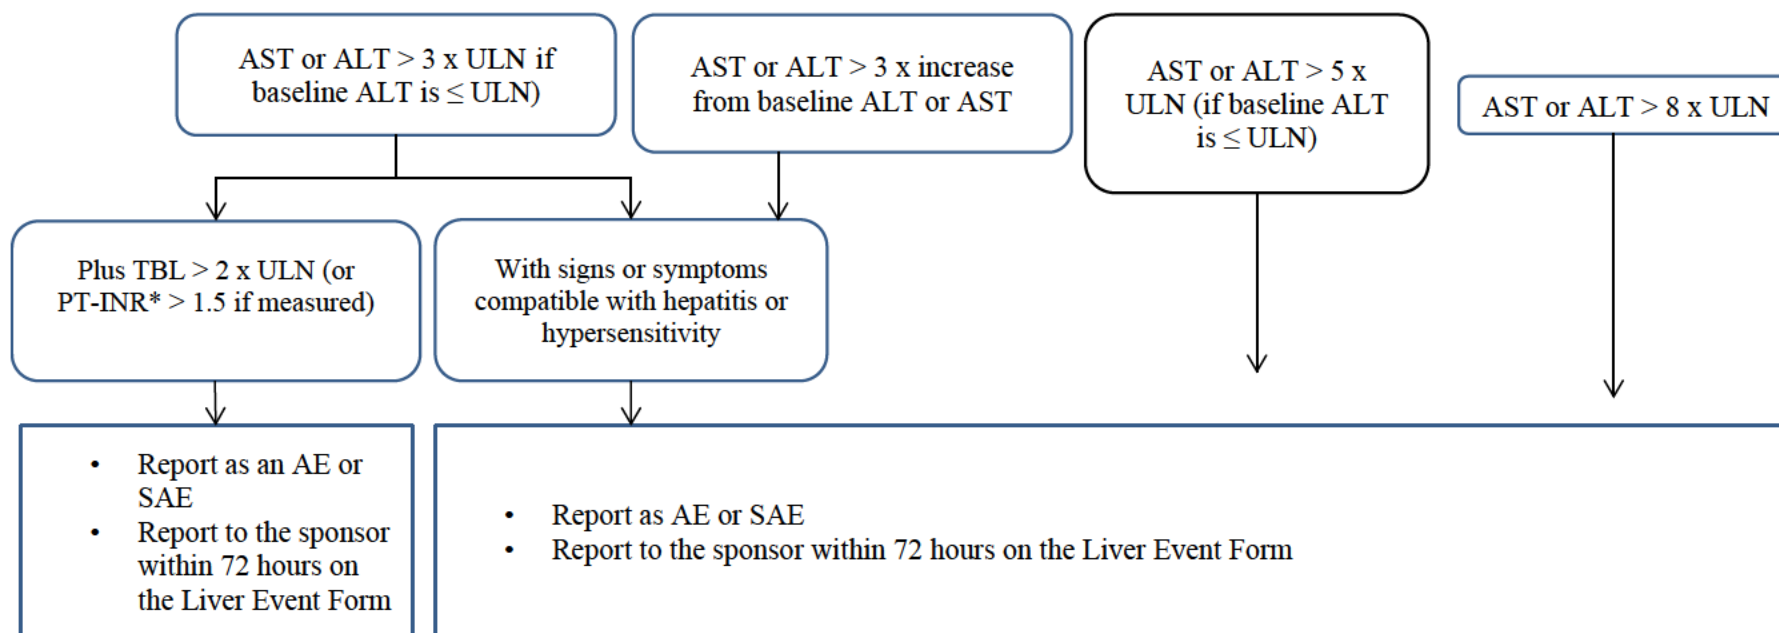 AST or ALT > 3 x ULN if
baseline ALT is ≤ ULN)
AST or ALT > 3 x increase
from baseline ALT or AST
AST or ALT > 5 x
ULN (if baseline ALT
is ≤ ULN)
AST or ALT > 8 x ULN
Plus TBL > 2 x ULN (or
PT-INR* > 1.5 if measured)
With signs or symptoms
compatible with hepatitis or
hypersensitivity
• Report as an AE or
SAE
• Report to the sponsor
within 72 hours on
the Liver Event Form
• Report as AE or SAE
• Report to the sponsor within 72 hours on the Liver Event Form